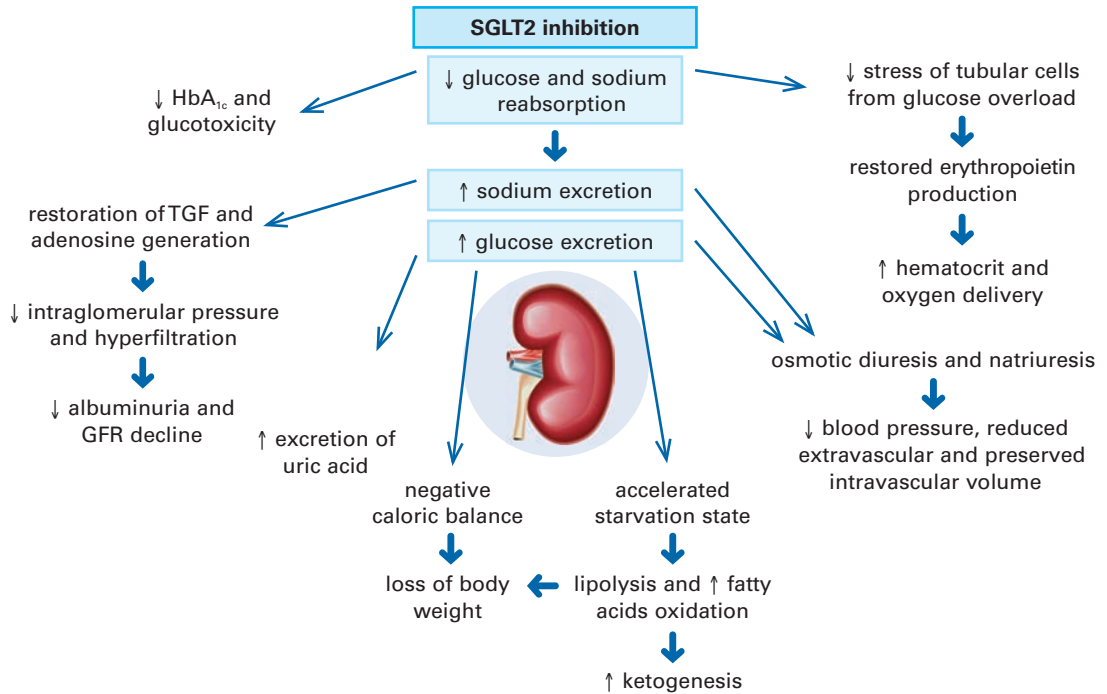 SGLT2 inhibition
↓ glucose and sodium
reabsorption
↓ HbA1c and
glucotoxicity
↓ stress of tubular cells
from glucose overload
restored erythropoietin
production
↑ hematocrit and
oxygen delivery
↑ sodium excretion
↑ glucose excretion
restoration of TGF and
adenosine generation
↓ intraglomerular pressure
and hyperfiltration
↓ albuminuria and
GFR decline
↑ excretion of
uric acid
osmotic diuresis and natriuresis
↓ blood pressure, reduced
extravascular and preserved
intravascular volume
negative
caloric balance
loss of body
weight
accelerated
starvation state
lipolysis and ↑ fatty
acids oxidation
↑ ketogenesis